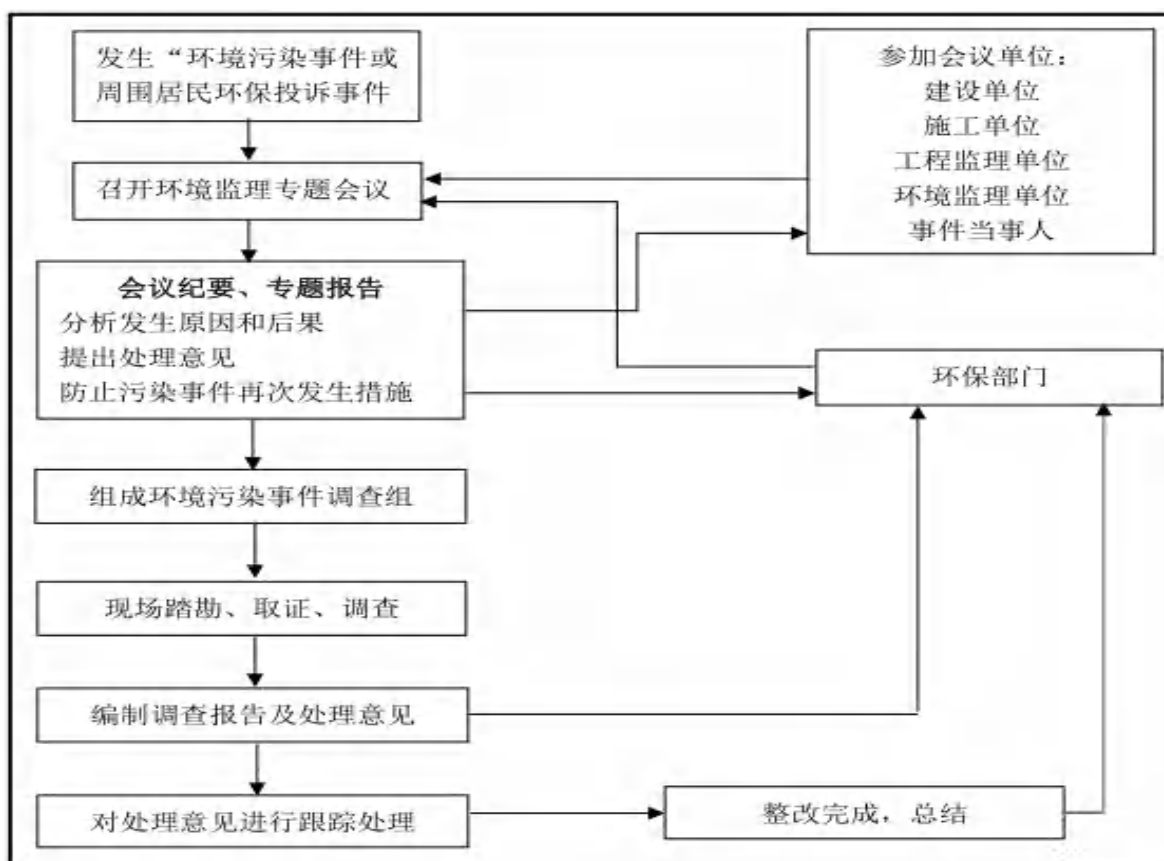 发生“环境污染事件或
周围居民环保投诉事件
召开环境监理专题会议
会议纪要、专题报告
分析发生原因和后果
提出处理意见
防止污染事件再次发生措施
组成环境污染事件调查组
现场踏勘、取证、调查
编制调查报告及处理意见
对处理意见进行跟踪处理
参加会议单位：
建设单位
施工单位
工程监理单位
环境监理单位
事件当事人
环保部门
整改完成，总结